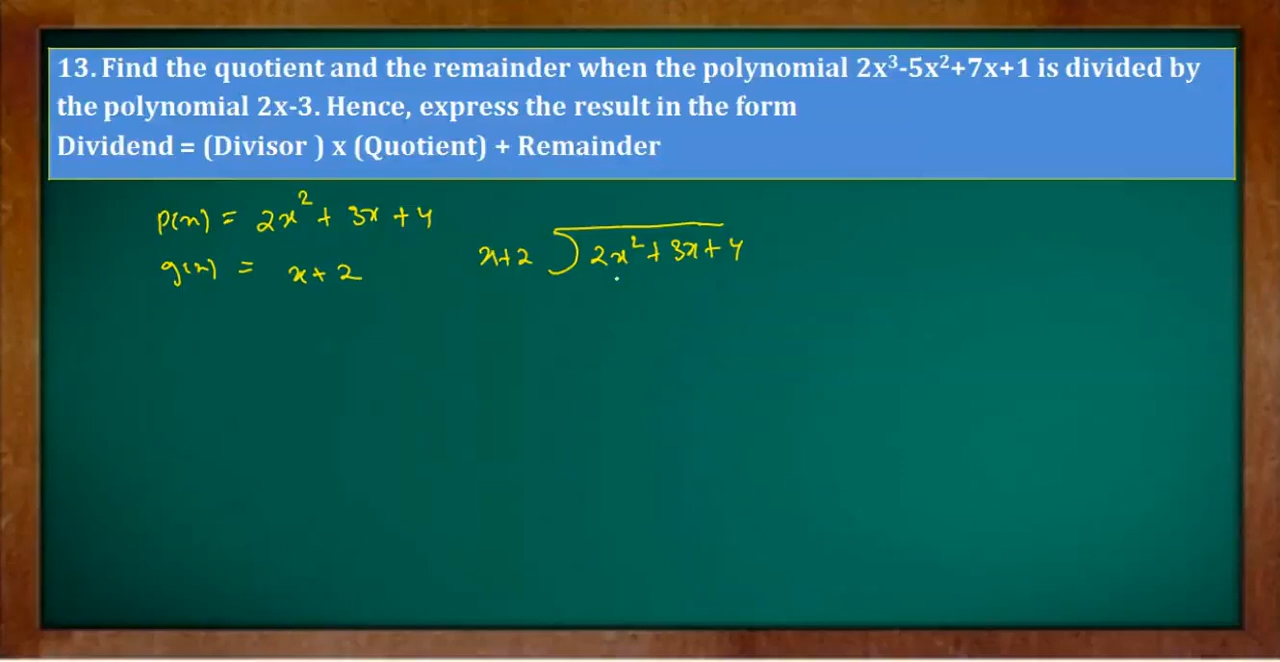 13. Find the quotient and the remainder when the polynomial 2x³-5x²+7x+1 is divided by
the polynomial 2x-3. Hence, express the result in the form
Dividend = (Divisor ) x (Quotient) + Remainder
p(x) = 2x² + 3x + 4
g(x) = x + 2
x+2 ) 2x² + 3x + 4